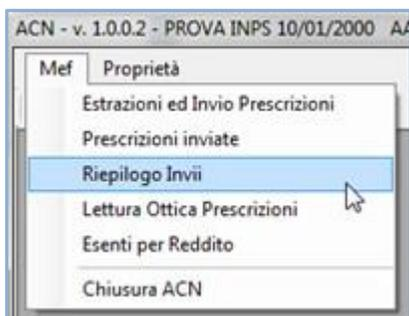 ACN - v. 1.0.0.2 - PROVA INPS 10/01/2000
Mef Proprietà
Estrazioni ed Invio Prescrizioni
Prescrizioni inviate
Riepilogo Invii
Lettura Ottica Prescrizioni
Esenti per Reddito
Chiusura ACN